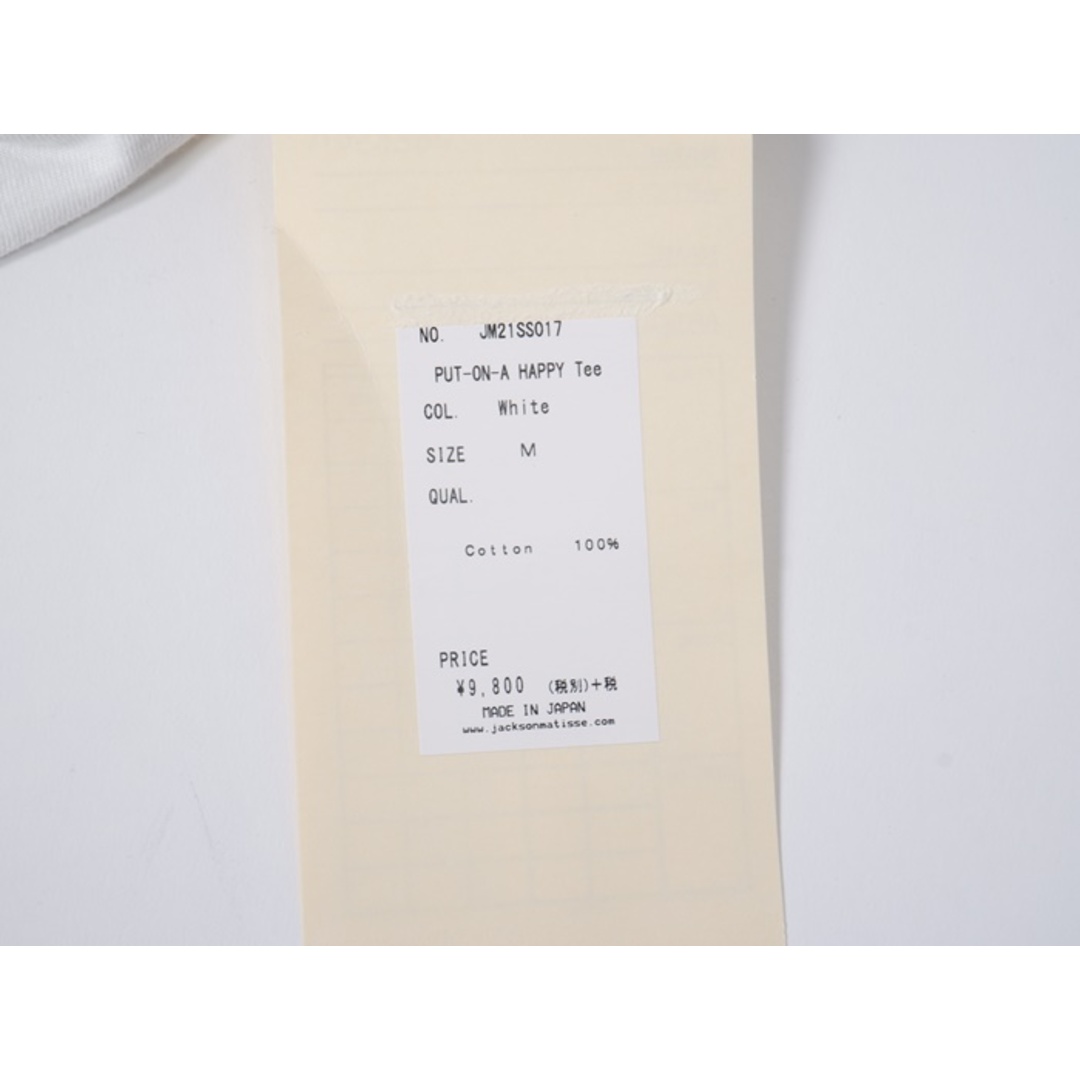 NO. JM21SS017
PUT-ON-A HAPPY Tee
COL. White
SIZE M
QUAL.
Cotton 100%
PRICE
¥9,800 (税別)+税
MADE IN JAPAN
www.jacksonmatisse.com